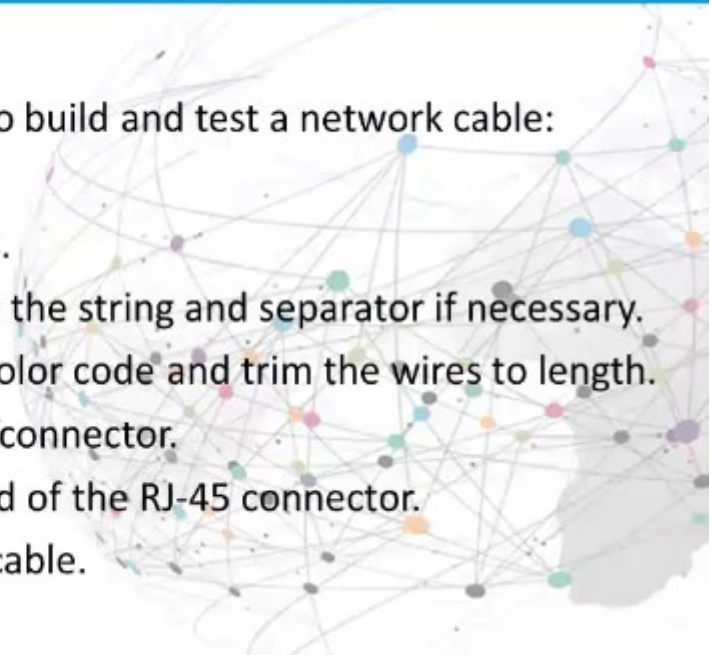 o build and test a network cable:
.
the string and separator if necessary.
olor code and trim the wires to length.
connector.
d of the RJ-45 connector.
cable.